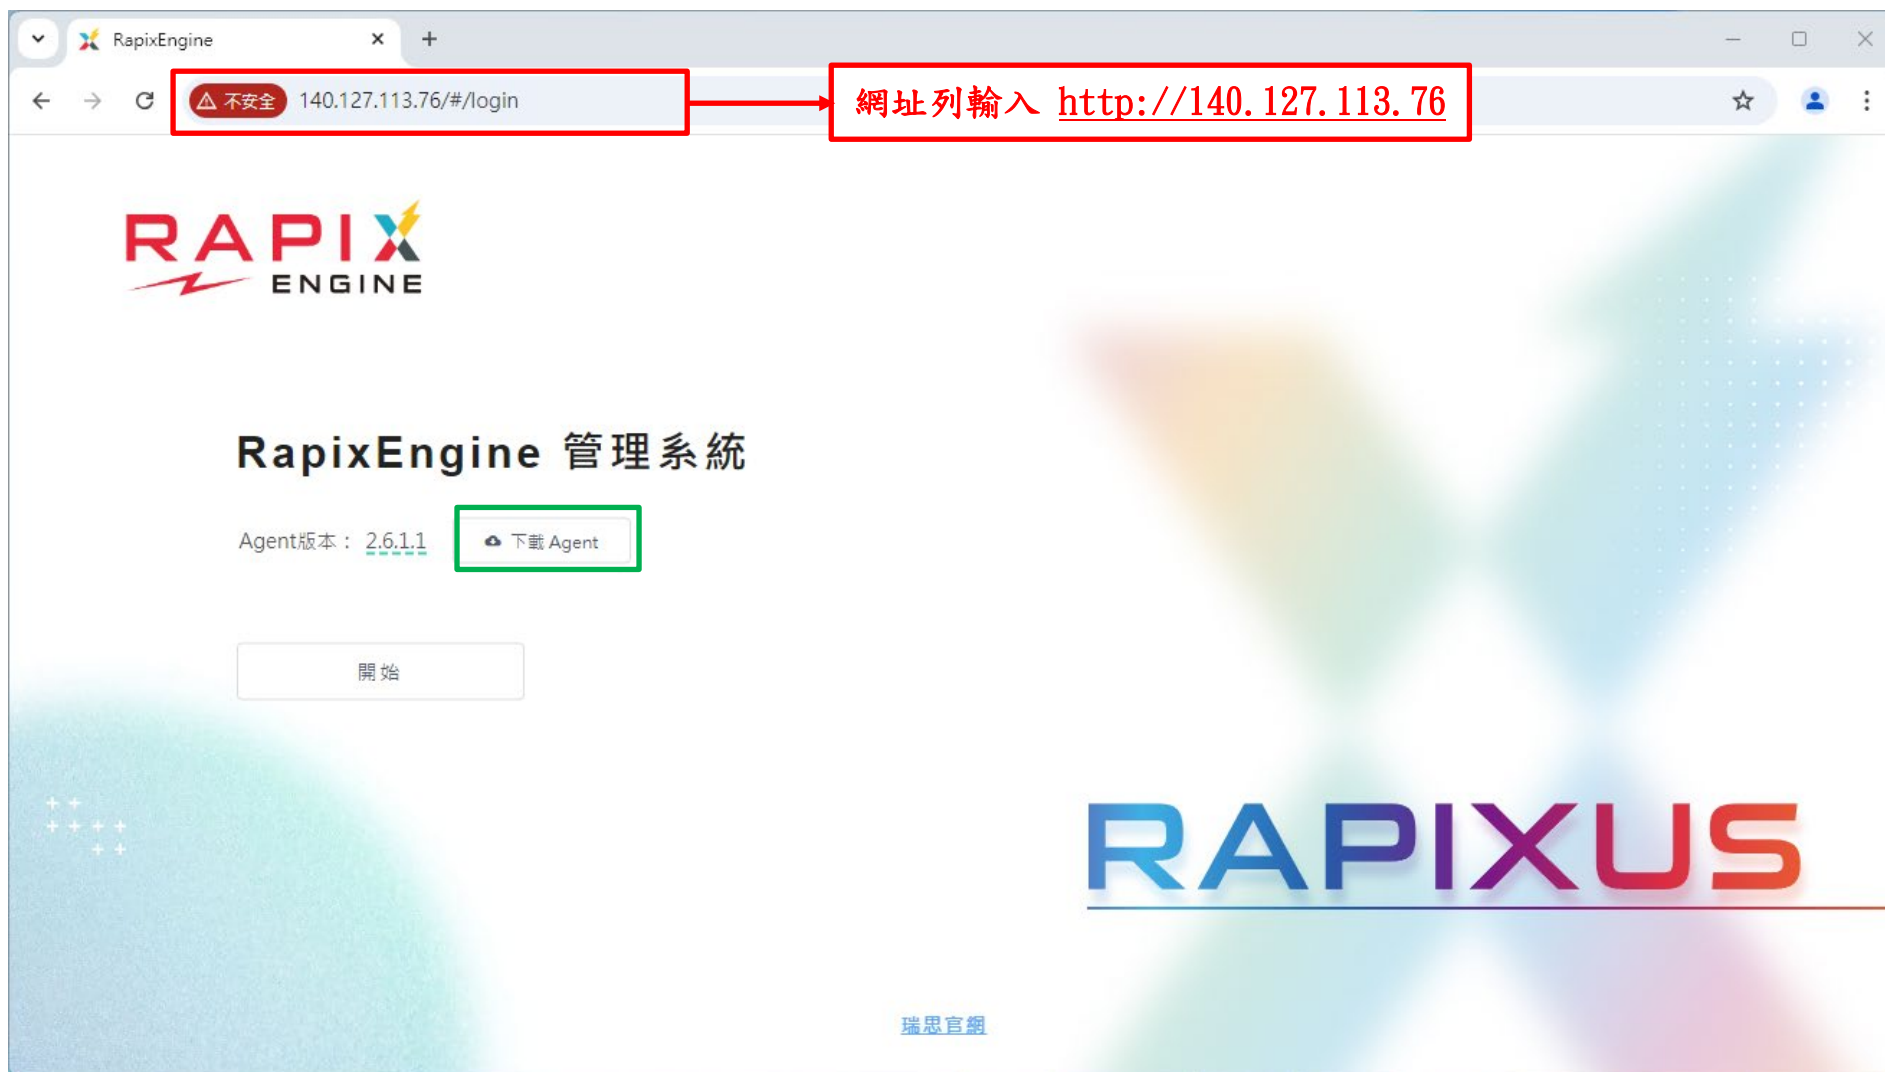 RapixEngine
不安全 140.127.113.76/#/login
網址列輸入 http://140.127.113.76
RAPIX
ENGINE
RapixEngine 管理系統
Agent版本： 2.6.1.1 下載 Agent
開始
RAPIXUS
瑞思官網